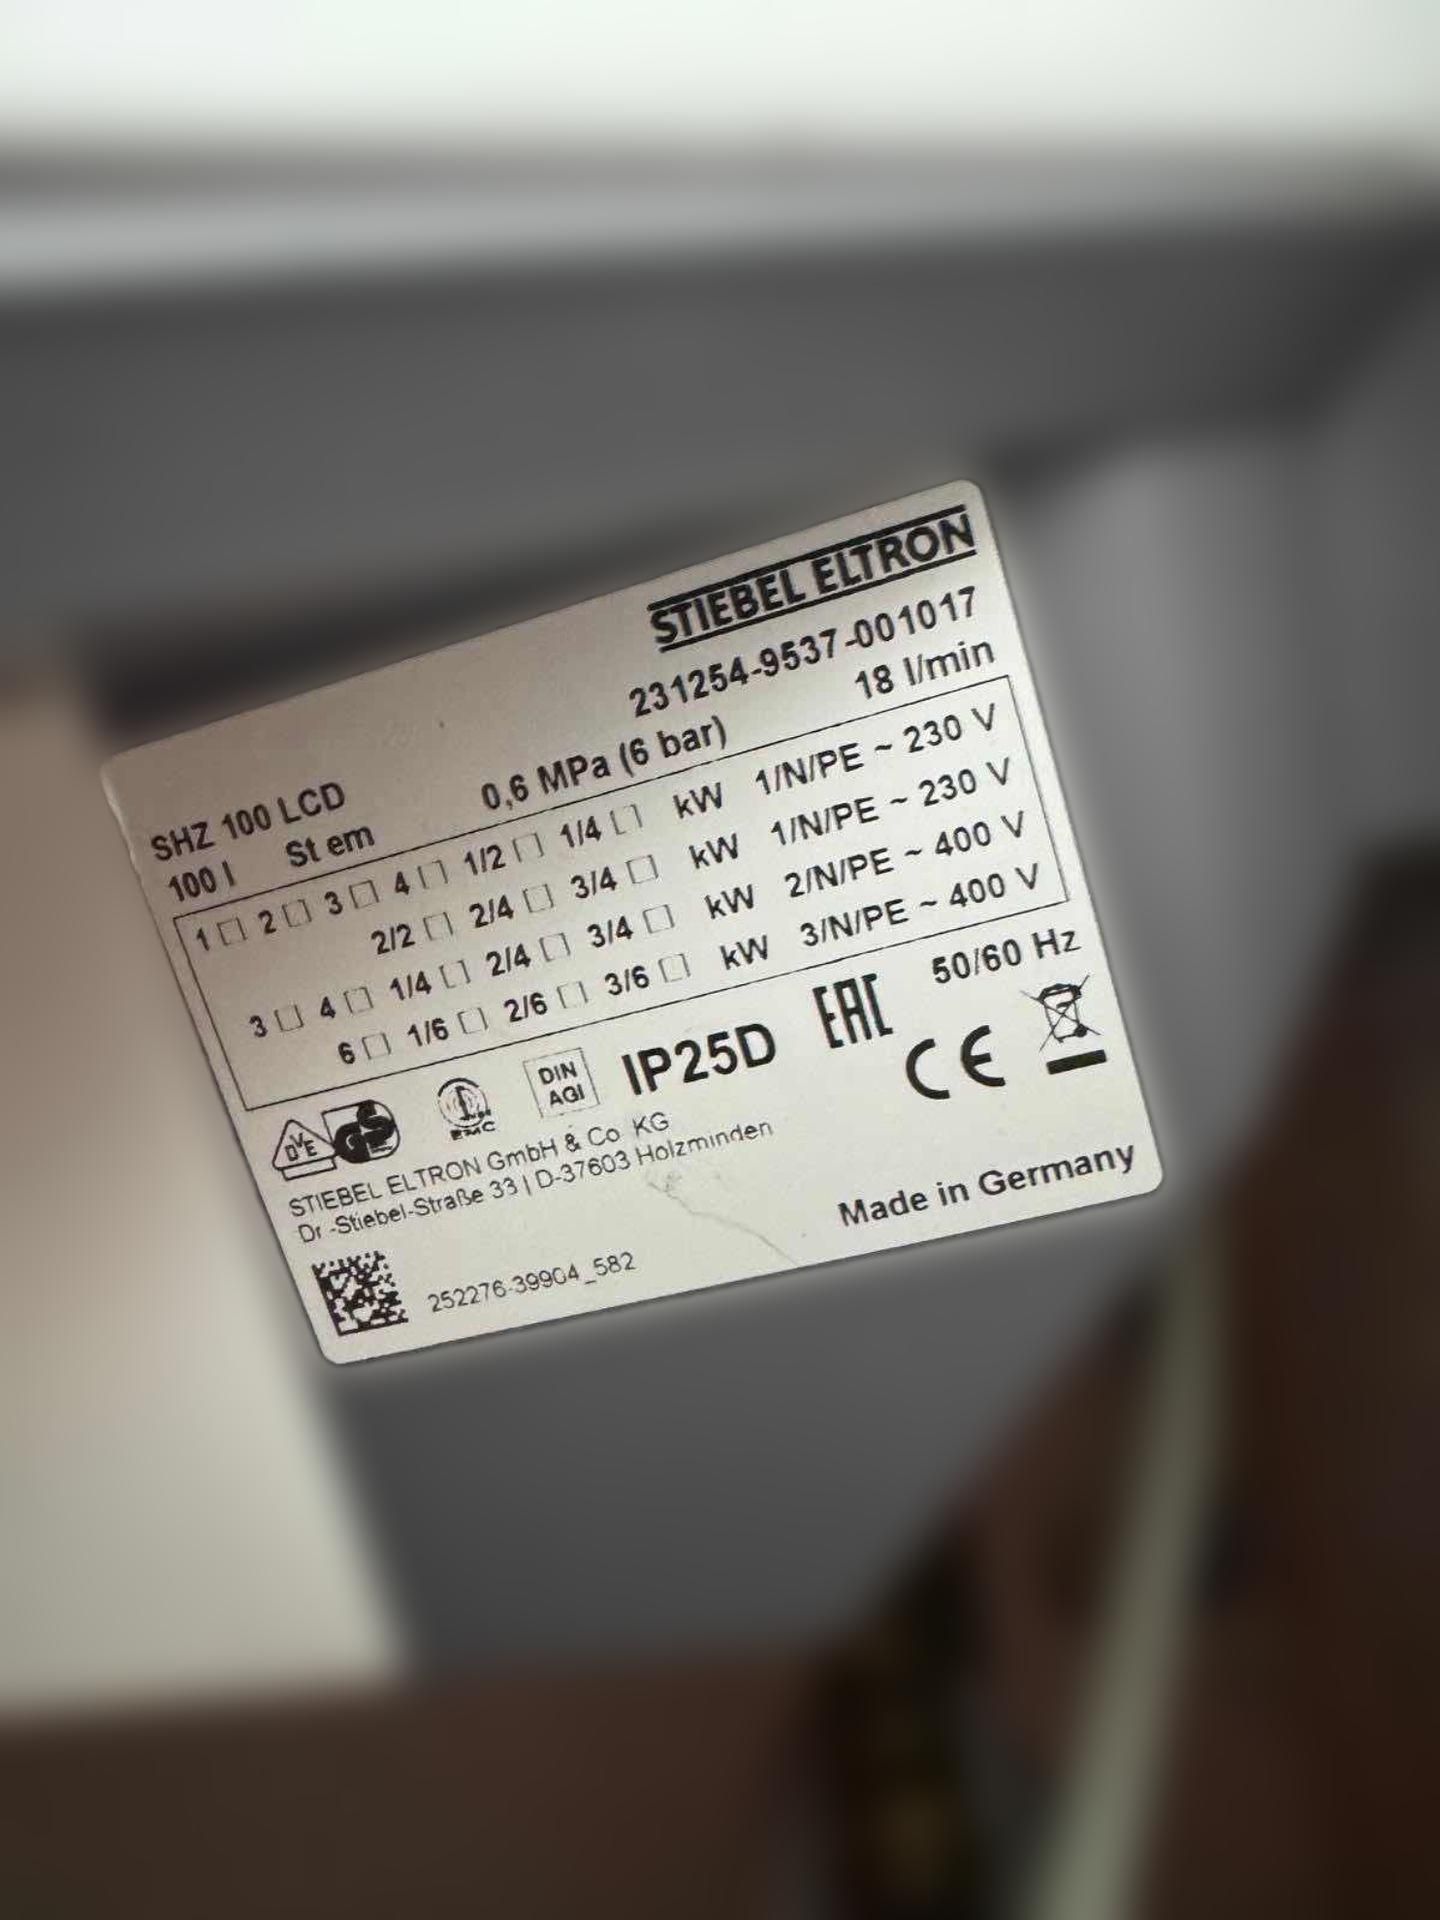 STIEBEL ELTRON
231254-9537-001017
SHZ 100 LCD
100 l St em 0,6 MPa (6 bar) 18 l/min
1 □ 2 □ 3 □ 4 □ 1/2 □ 1/4 □ kW 1/N/PE ~ 230 V
2/2 □ 2/4 □ 3/4 □ kW 1/N/PE ~ 230 V
3 □ 4 □ 1/4 □ 2/4 □ 3/4 □ kW 2/N/PE ~ 400 V
6 □ 1/6 □ 2/6 □ 3/6 □ kW 3/N/PE ~ 400 V
50/60 Hz
DVE GS EMC DIN AGI IP25D EAC CE
STIEBEL ELTRON GmbH & Co KG
Dr -Stiebel-Straße 33 | D-37603 Holzminden
Made in Germany
252276-39904_582